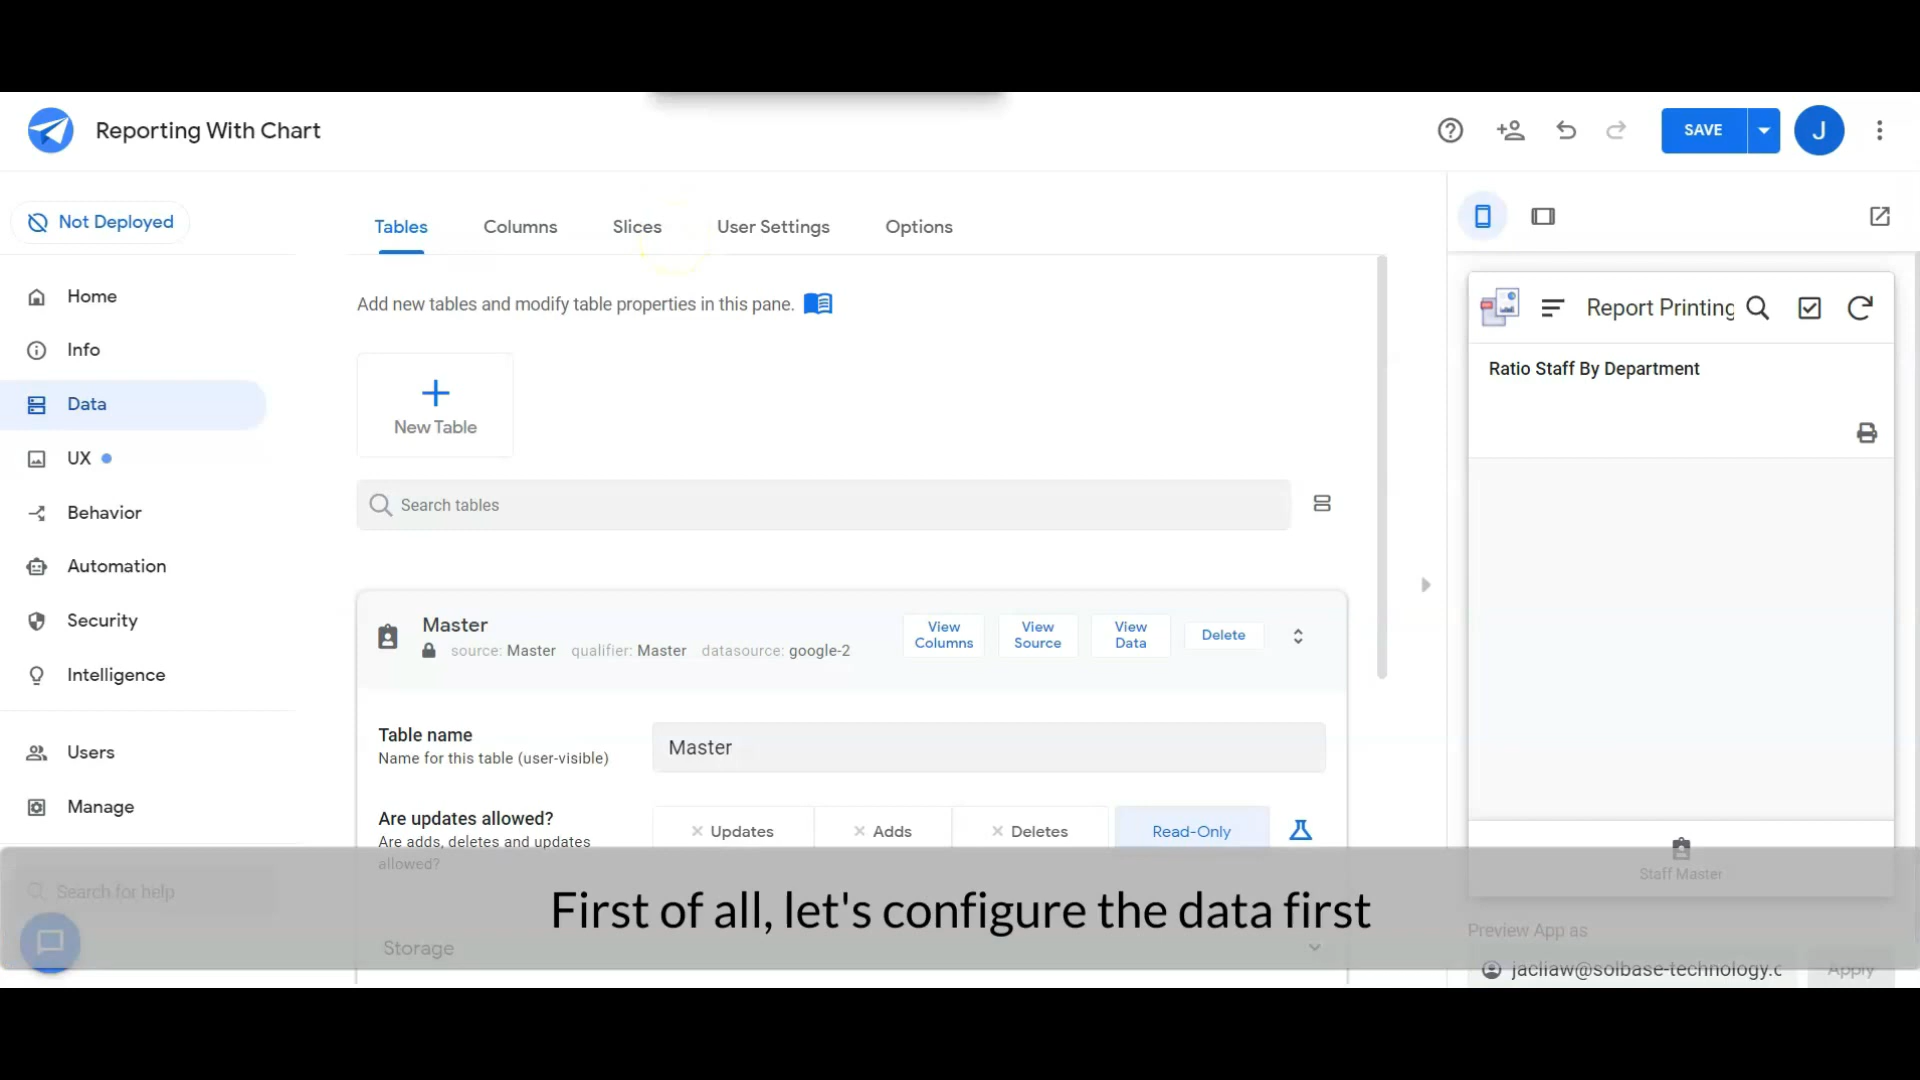 Reporting With Chart
SAVE
J
Not Deployed
Tables
Columns
Slices
User Settings
Options
Home
Info
Data
UX
Behavior
Automation
Security
Intelligence
Users
Manage
Search for help
Add new tables and modify table properties in this pane.
New Table
Search tables
Master
source: Master qualifier: Master datasource: google-2
View
Columns
View
Source
View
Data
Delete
Table name
Name for this table (user-visible)
Master
Are updates allowed?
Are adds, deletes and updates
allowed?
Updates
Adds
Deletes
Read-Only
Storage
Report Printing
Ratio Staff By Department
Staff Master
Preview App as
jacliaw@solbase-technology.c
Apply
First of all, let's configure the data first